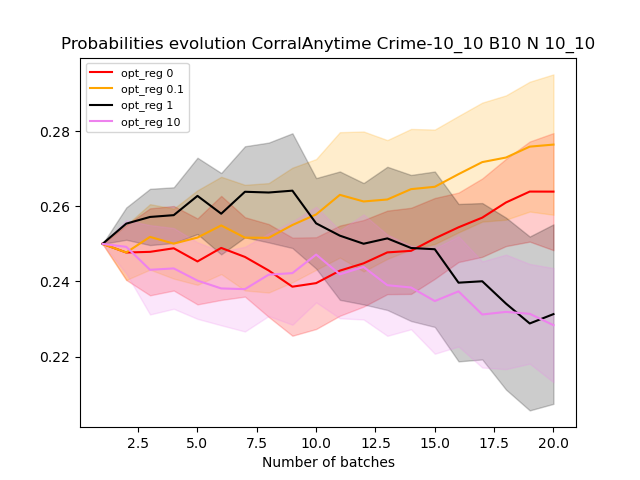 Probabilities evolution CorralAnytime Crime-10_10 B10 N 10_10
opt_reg 0
opt_reg 0.1
opt_reg 1
opt_reg 10
0.28
0.26
0.24
0.22
2.5 5.0 7.5 10.0 12.5 15.0 17.5 20.0
Number of batches